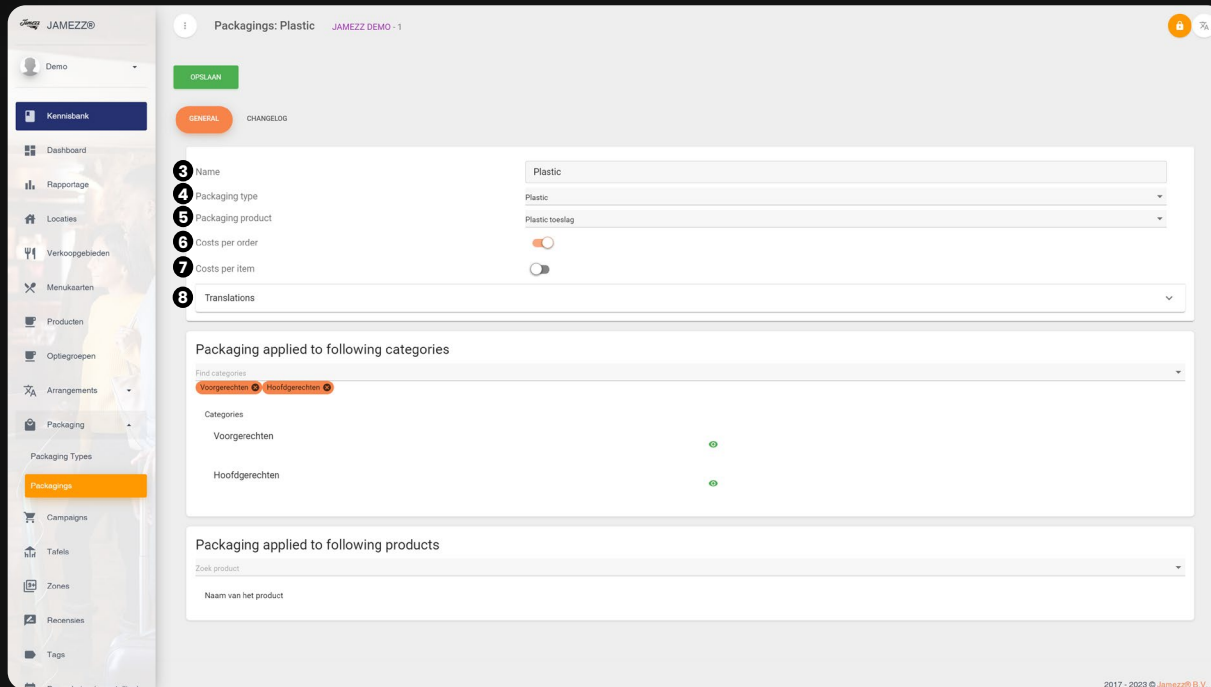 Jamezz JAMEZZ®
Packagings: Plastic JAMEZZ DEMO - 1
Demo
OPSLAAN
Kennisbank
GENERAL CHANGELOG
Dashboard
Rapportage
Locaties
Verkoopgebieden
Menukaarten
Producten
Optiegroepen
Arrangements
Packaging
Packaging Types
Packagings
Campaigns
Tafels
9+ Zones
Recensies
Tags
3 Name Plastic
4 Packaging type Plastic
5 Packaging product Plastic toeslag
6 Costs per order
7 Costs per item
8 Translations
Packaging applied to following categories
Find categories
Voorgerechten Hoofdgerechten
Categories
Voorgerechten
Hoofdgerechten
Packaging applied to following products
Zoek product
Naam van het product
2017 - 2023 © Jamezz® B.V.